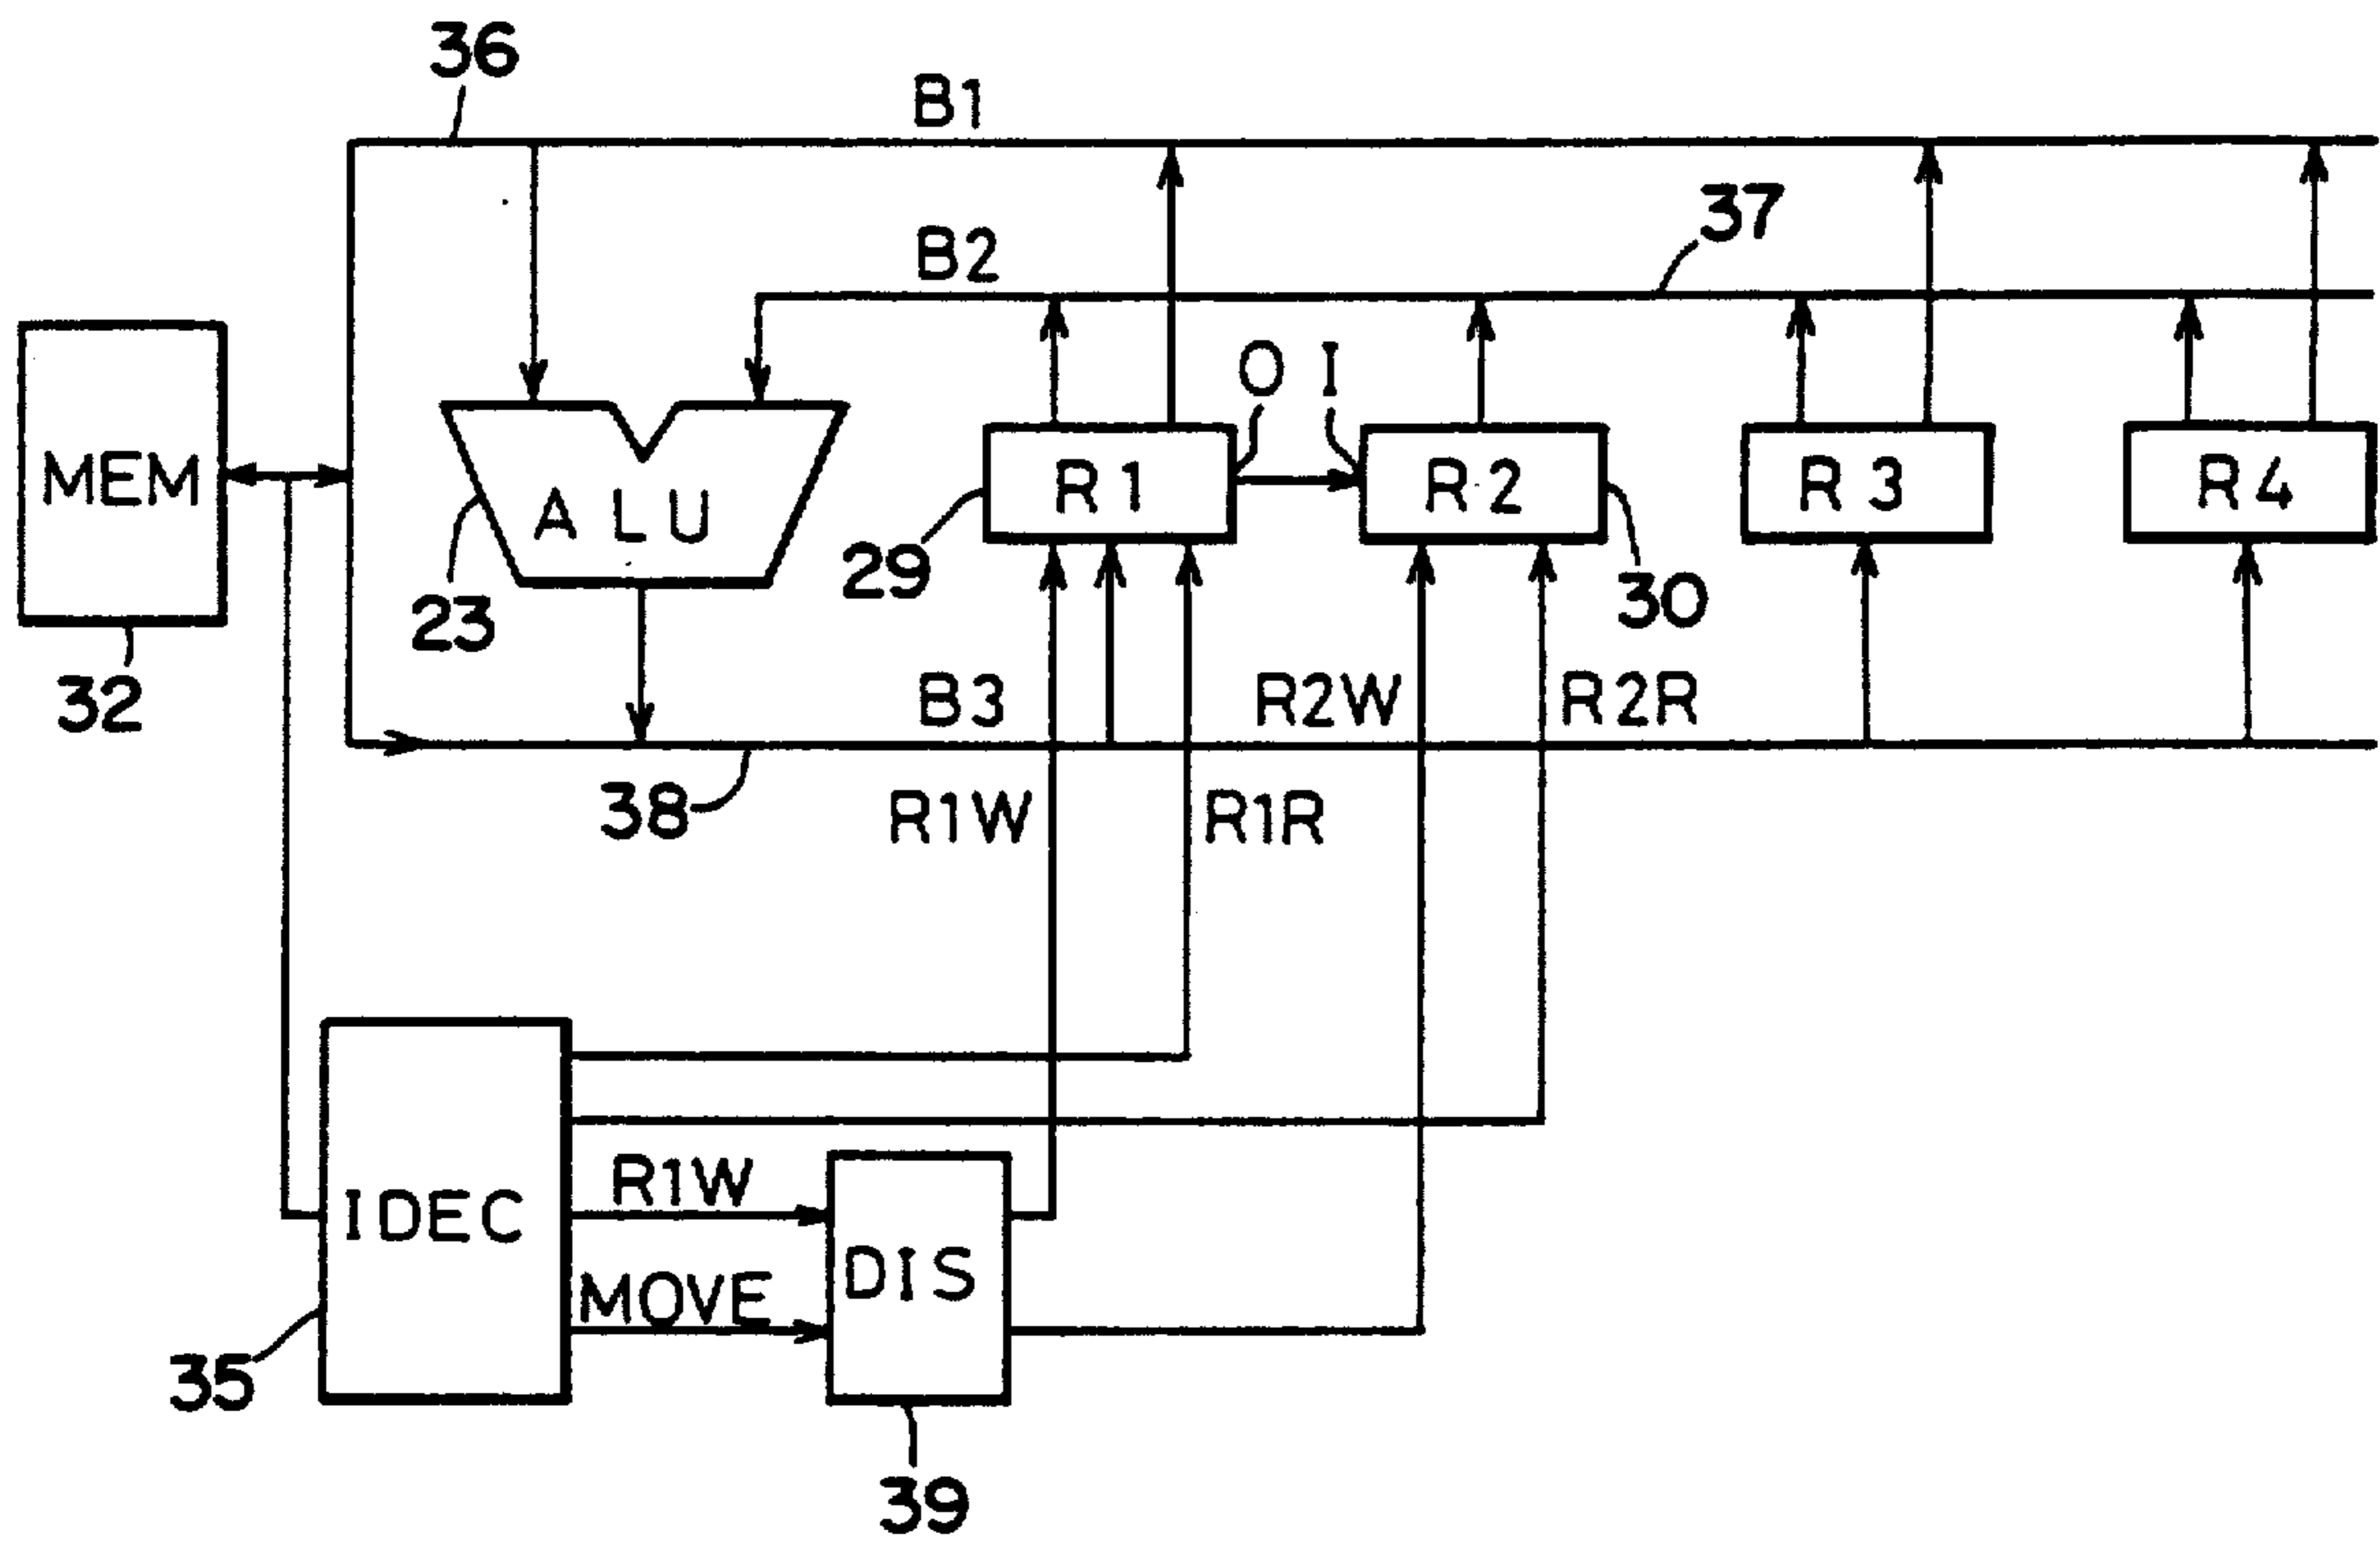 36
B1
37
B2
O I
MEM
ALU
R1
R2
R3
R4
29
30
23
32
B3
R2W
R2R
38
R1W
R1R
R1W
IDEC
DIS
MOVE
35
39